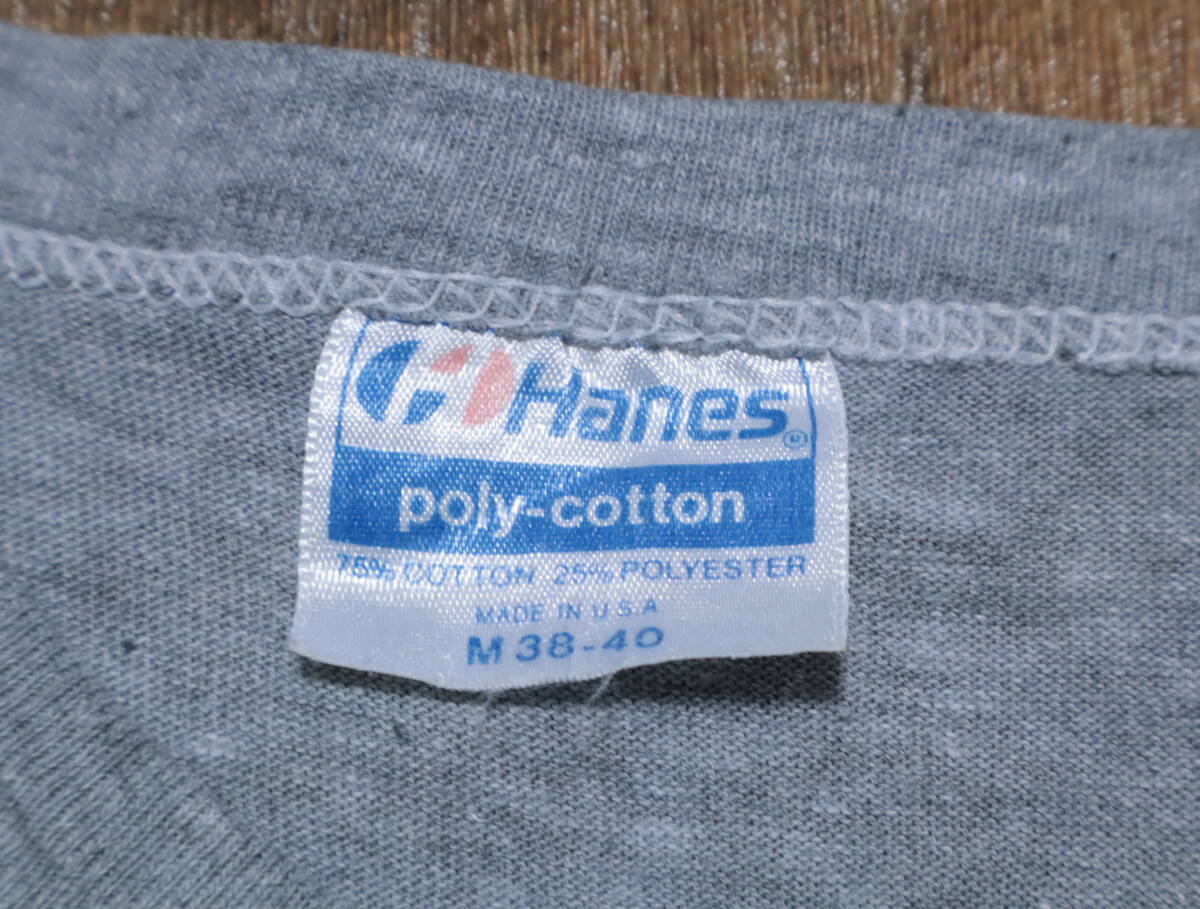 Hanes®
poly-cotton
75% COTTON 25% POLYESTER
MADE IN U.S.A
M 38-40